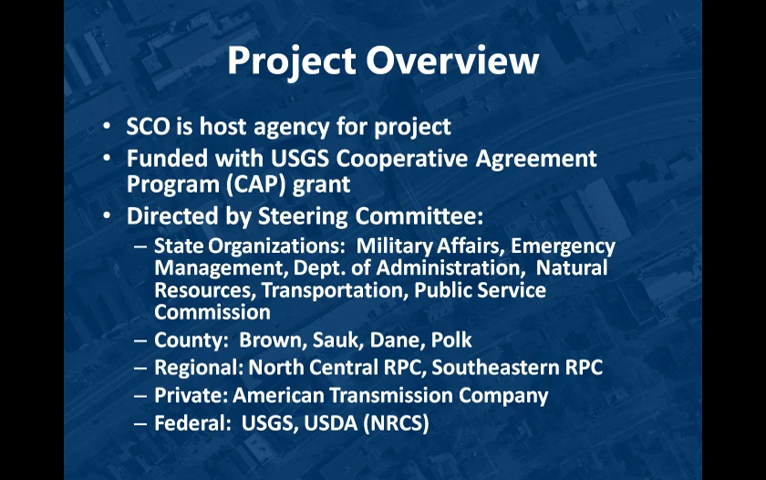 Project Overview
• SCO is host agency for project
• Funded with USGS Cooperative Agreement
Program (CAP) grant
• Directed by Steering Committee:
– State Organizations:  Military Affairs, Emergency
Management, Dept. of Administration,  Natural
Resources, Transportation, Public Service
Commission
– County:  Brown, Sauk, Dane, Polk
– Regional: North Central RPC, Southeastern RPC
– Private: American Transmission Company
– Federal:  USGS, USDA (NRCS)